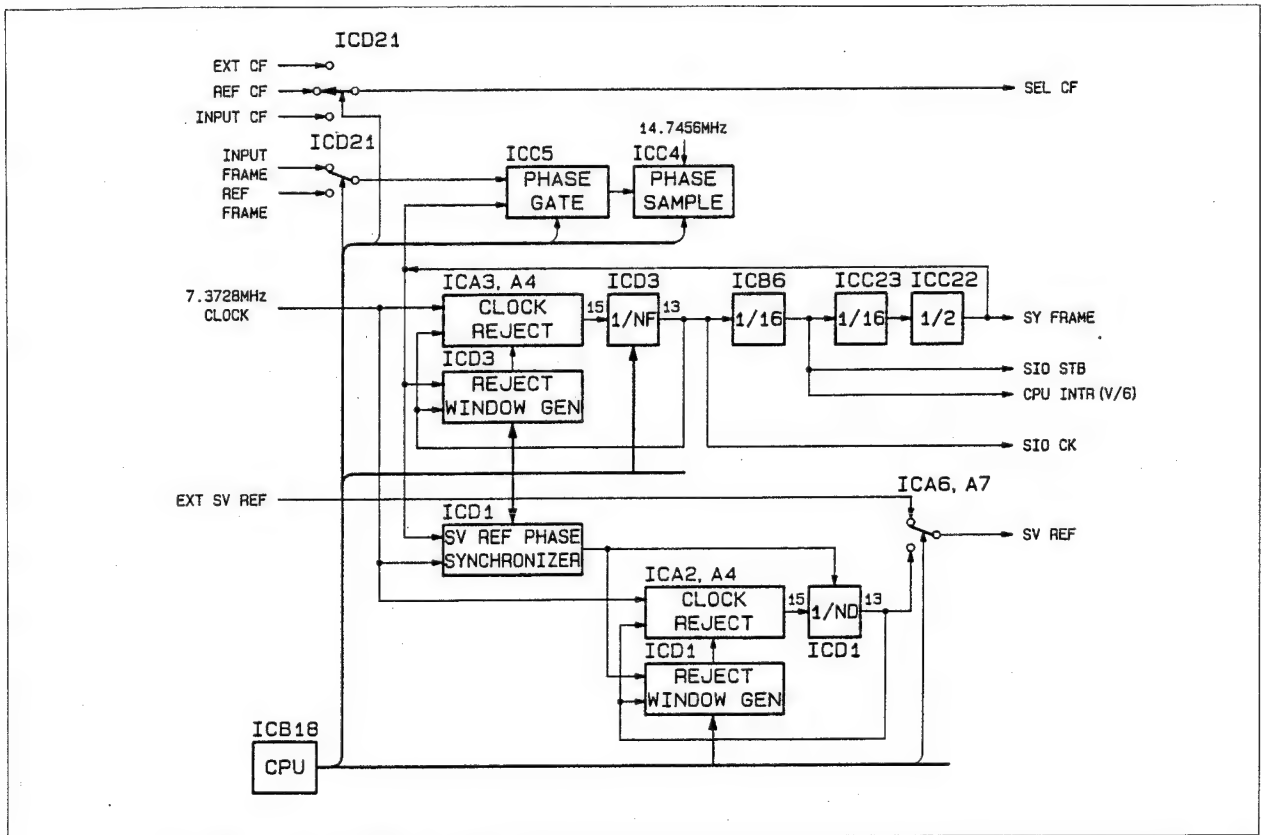 ICD21
EXT CF
REF CF
SEL CF
INPUT CF
ICD21
14.7456MHz
INPUT
FRAME
REF
FRAME
ICC5
PHASE
GATE
ICC4
PHASE
SAMPLE
7.3728MHz
CLOCK
ICA3, A4
CLOCK
REJECT
15
ICD3
1/NF
13
ICB6
1/16
ICC23
1/16
ICC22
1/2
SY FRAME
ICD3
REJECT
WINDOW GEN
SIO STB
CPU INTR(V/6)
SIO CK
EXT SV REF
ICA6, A7
SV REF
ICD1
SV REF PHASE
SYNCHRONIZER
ICA2, A4
CLOCK
REJECT
15
1/ND
13
ICD1
ICD1
REJECT
WINDOW GEN
ICB18
CPU